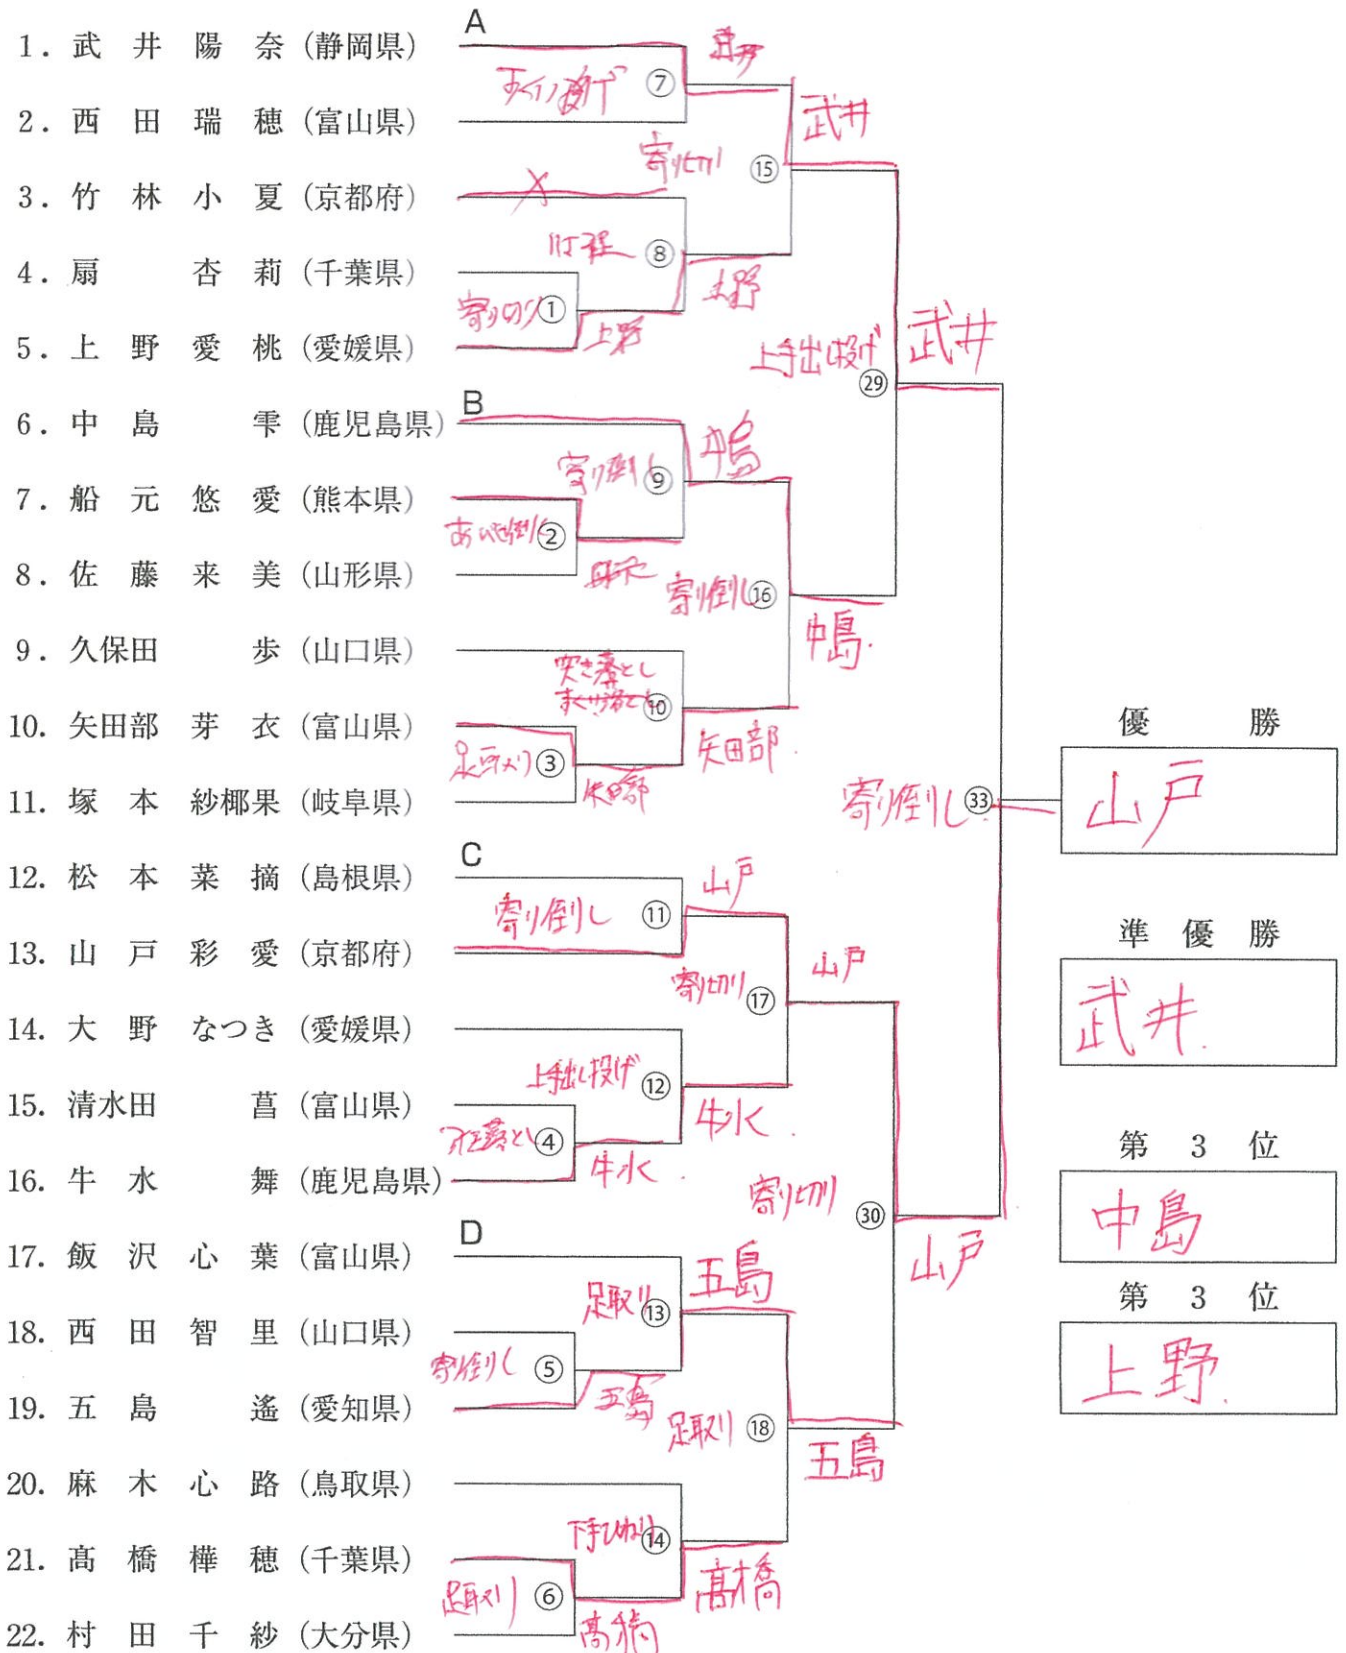 A
1. 武井陽奈 (静岡県)
武井
⑦
2. 西田瑞穂 (富山県)
武井
寄り切り ⑮
3. 竹林小夏 (京都府)
⑧
上野
4. 扇 杏莉 (千葉県)
寄り切り ①
上野
5. 上野愛桃 (愛媛県)
上手出し投げ ㉙
武井
B
6. 中島 雫 (鹿児島県)
中島
寄り倒し ⑨
7. 船元悠愛 (熊本県)
②
8. 佐藤来美 (山形県)
寄り倒し ⑯
中島.
9. 久保田 歩 (山口県)
突き落とし
⑩
10. 矢田部芽衣 (富山県)
矢田部
足取り ③
矢田部
11. 塚本紗椰果 (岐阜県)
寄り倒し ㉝
優勝
山戸
C
12. 松本菜摘 (島根県)
山戸
寄り倒し ⑪
13. 山戸彩愛 (京都府)
山戸
寄り切り ⑰
準優勝
武井.
14. 大野なつき (愛媛県)
上手出し投げ ⑫
15. 清水田 菖 (富山県)
牛水
④
牛水
16. 牛水 舞 (鹿児島県)
寄り切り ㉚
山戸
第3位
中島
D
17. 飯沢心葉 (富山県)
五島
足取り ⑬
18. 西田智里 (山口県)
寄り倒し ⑤
五島
19. 五島 遙 (愛知県)
足取り ⑱
五島
第3位
上野.
20. 麻木心路 (鳥取県)
下手ひねり ⑭
21. 髙橋樺穂 (千葉県)
髙橋
足取り ⑥
髙橋
22. 村田千紗 (大分県)